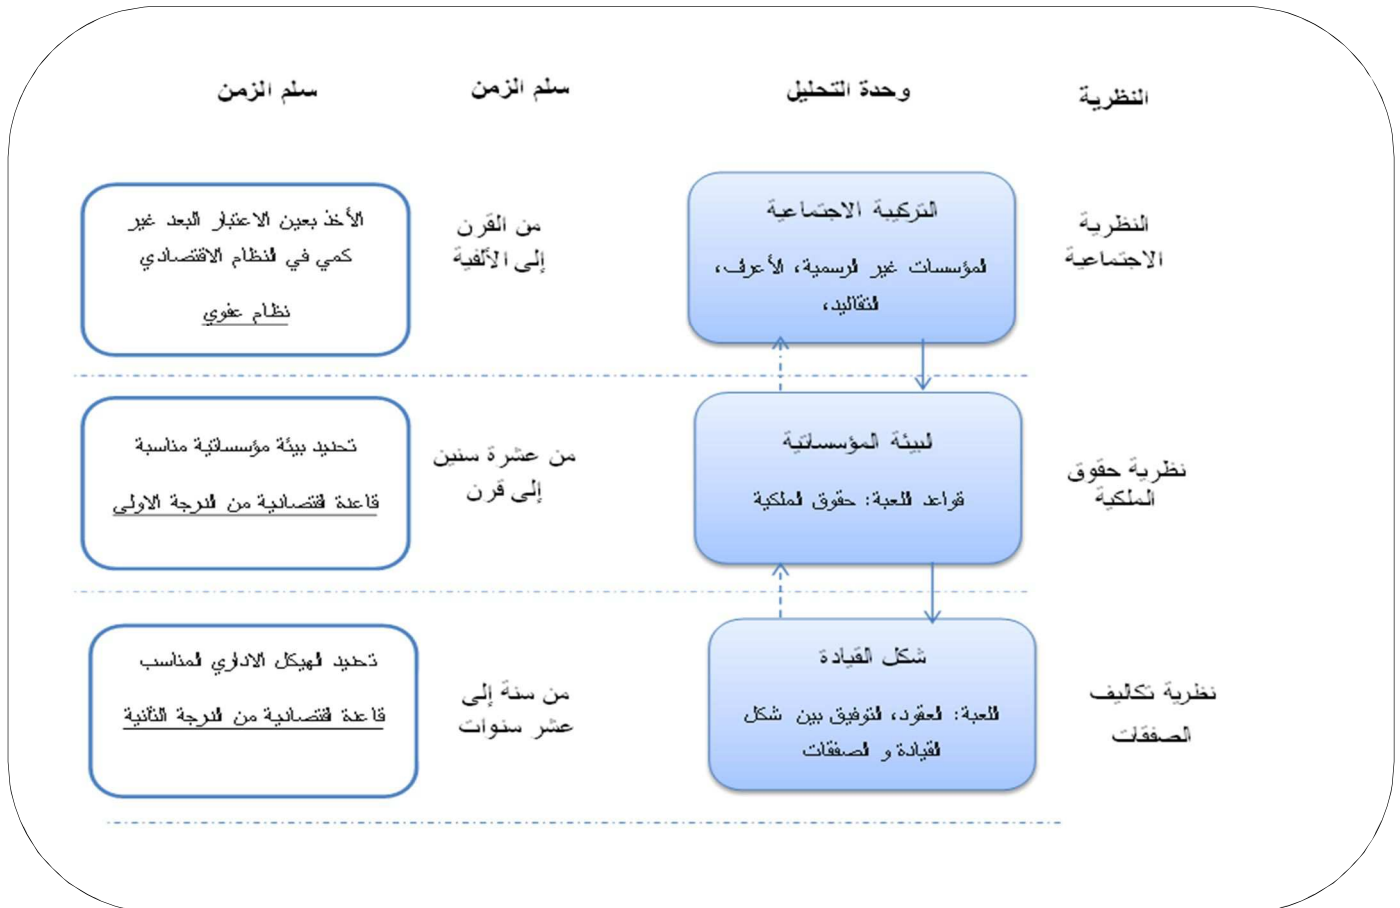 النظرية
وحدة التحليل
سلم الزمن
سلم الزمن
النظرية
الاجتماعية
التركيبة الاجتماعية
المؤسسات غير الرسمية، الأعراف،
التقاليد،
من القرن
إلى الألفية
الأخذ بعين الاعتبار البعد غير
كمي في النظام الاقتصادي
نظام عفوي
نظرية حقوق
الملكية
البيئة المؤسساتية
قواعد اللعبة: حقوق الملكية
من عشرة سنين
إلى قرن
تحديد بيئة مؤسساتية مناسبة
قاعدة اقتصادية من الدرجة الاولى
نظرية تكاليف
الصفقات
شكل القيادة
اللعبة: العقود، التوفيق بين شكل
القيادة و الصفقات
من سنة إلى
عشر سنوات
تحديد الهيكل الاداري المناسب
قاعدة اقتصادية من الدرجة الثانية